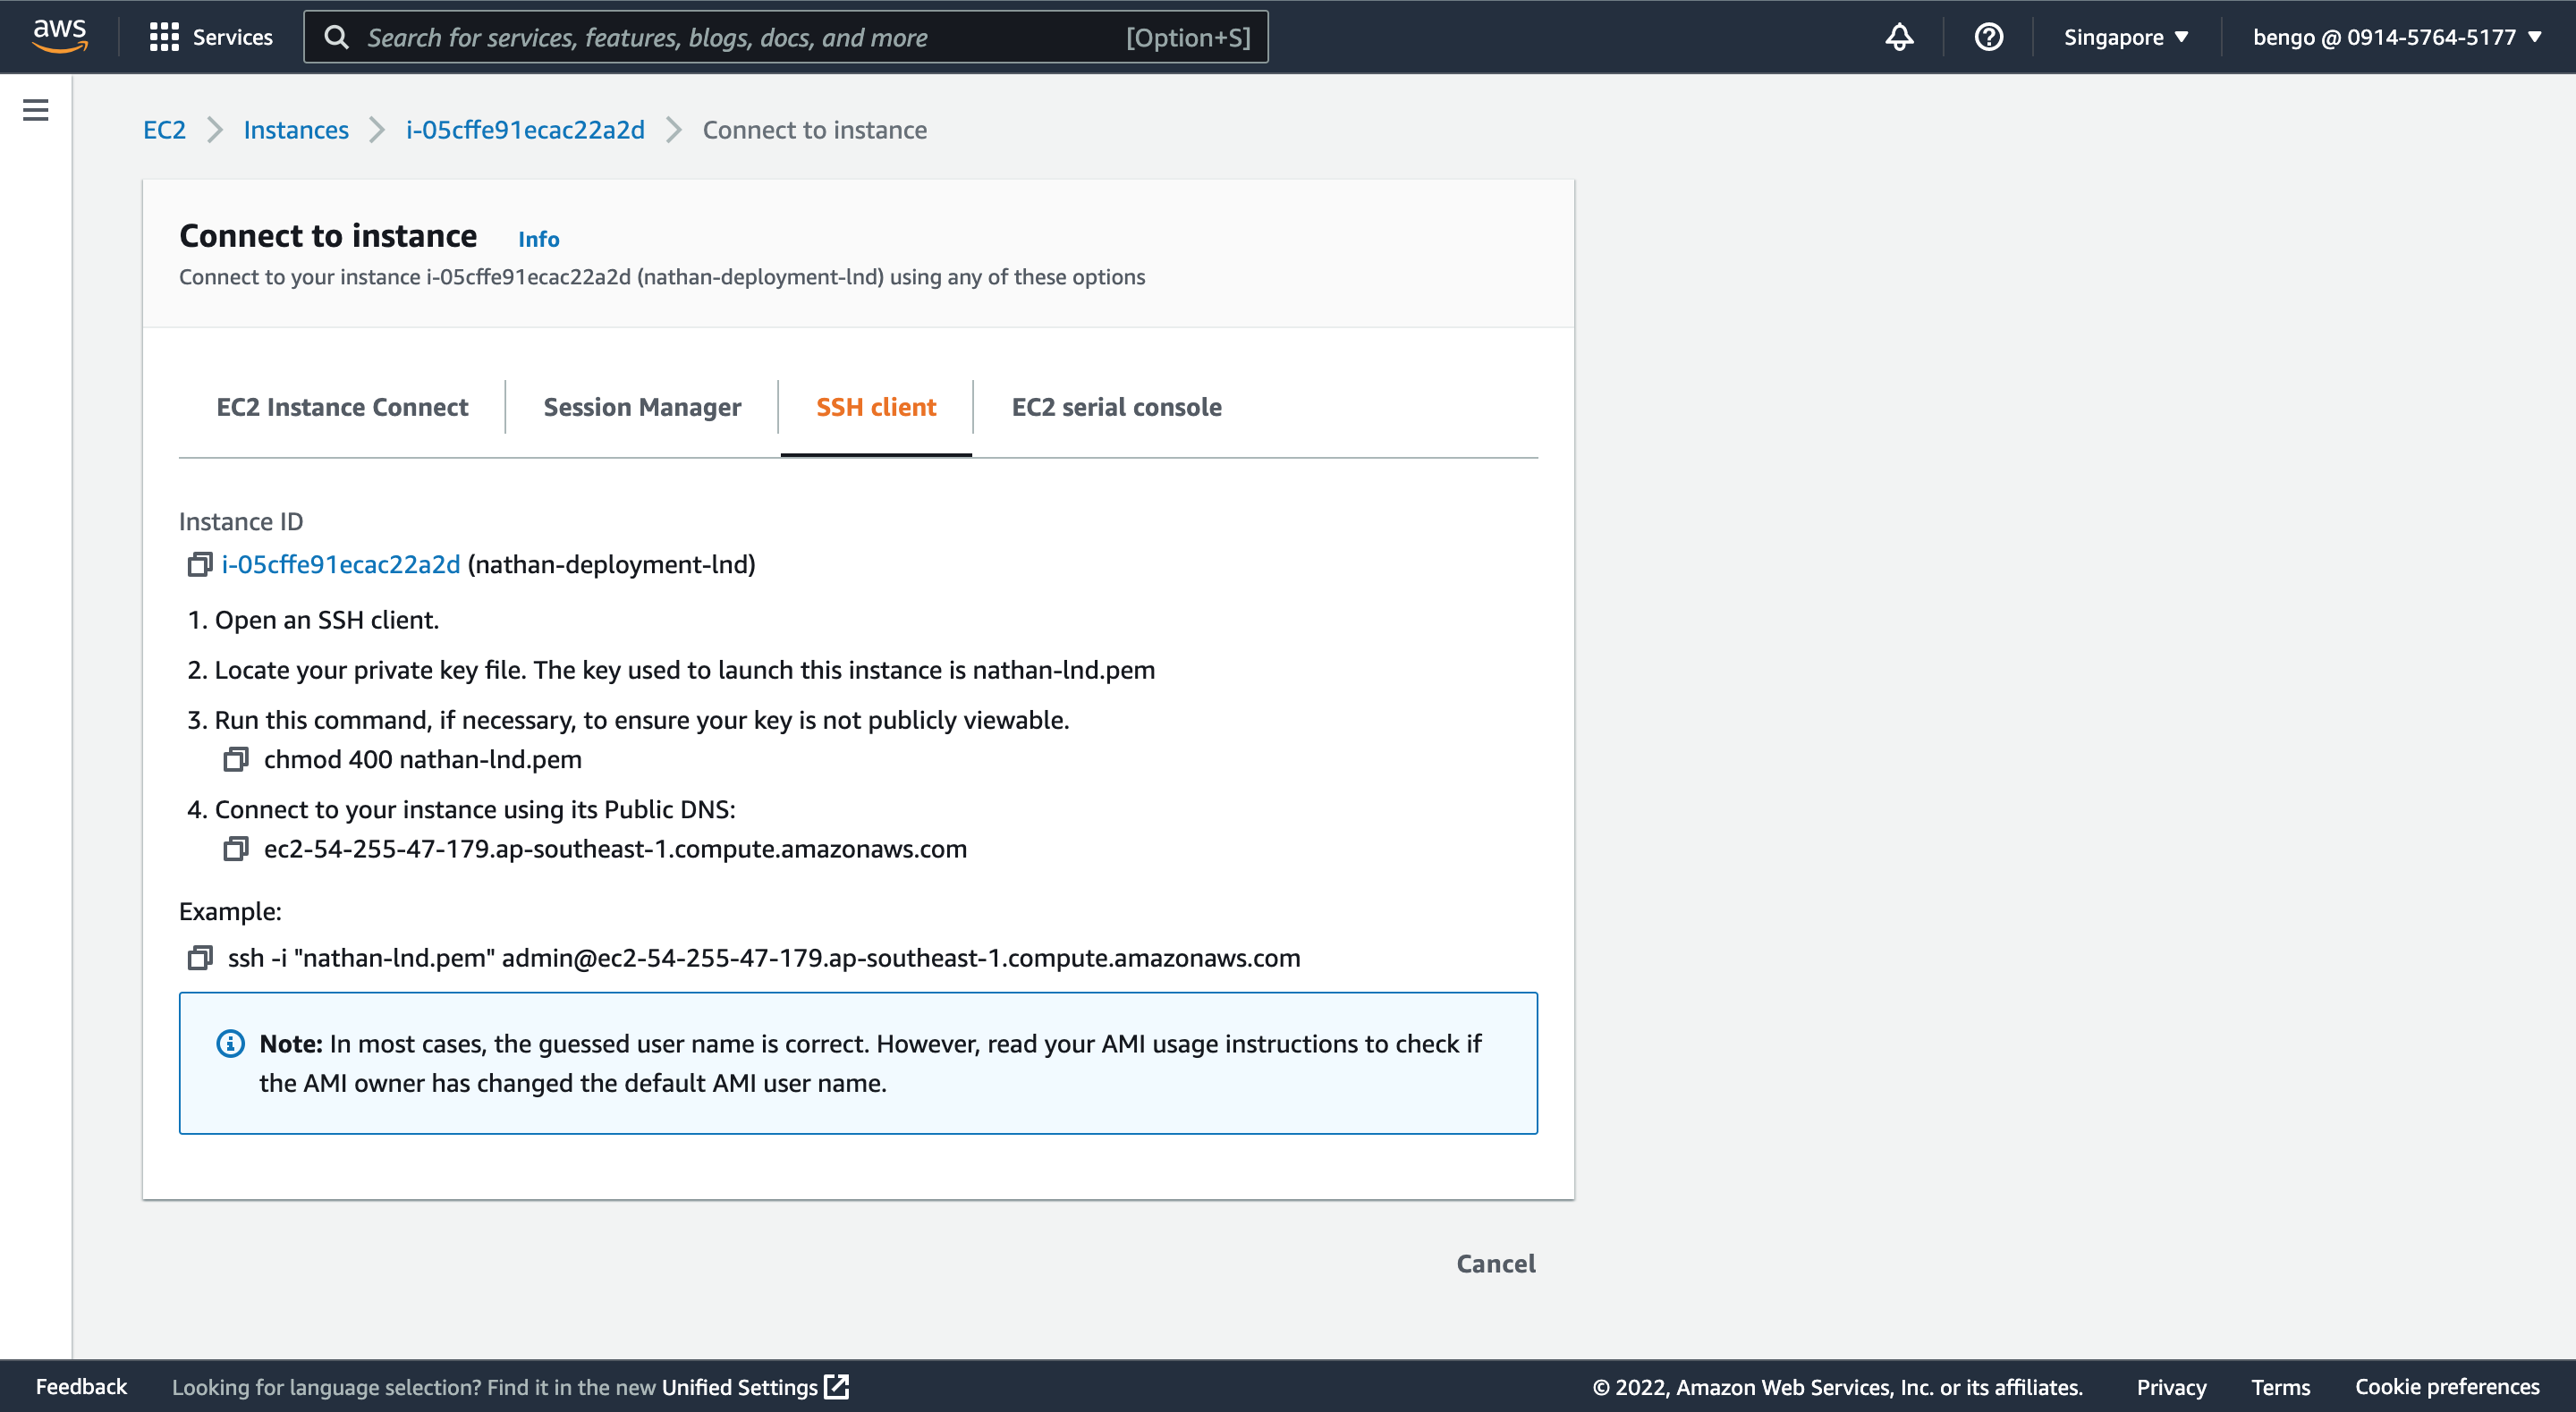 aws
Services
Search for services, features, blogs, docs, and more
[Option+S]
Singapore
bengo @ 0914-5764-5177
EC2
Instances
i-05cffe91ecac22a2d
Connect to instance
Connect to instance
Info
Connect to your instance i-05cffe91ecac22a2d (nathan-deployment-lnd) using any of these options
EC2 Instance Connect
Session Manager
SSH client
EC2 serial console
Instance ID
i-05cffe91ecac22a2d (nathan-deployment-lnd)
1. Open an SSH client.
2. Locate your private key file. The key used to launch this instance is nathan-lnd.pem
3. Run this command, if necessary, to ensure your key is not publicly viewable.
chmod 400 nathan-lnd.pem
4. Connect to your instance using its Public DNS:
ec2-54-255-47-179.ap-southeast-1.compute.amazonaws.com
Example:
ssh -i "nathan-lnd.pem" admin@ec2-54-255-47-179.ap-southeast-1.compute.amazonaws.com
Note: In most cases, the guessed user name is correct. However, read your AMI usage instructions to check if
the AMI owner has changed the default AMI user name.
Cancel
Feedback
Looking for language selection? Find it in the new Unified Settings
© 2022, Amazon Web Services, Inc. or its affiliates.
Privacy
Terms
Cookie preferences